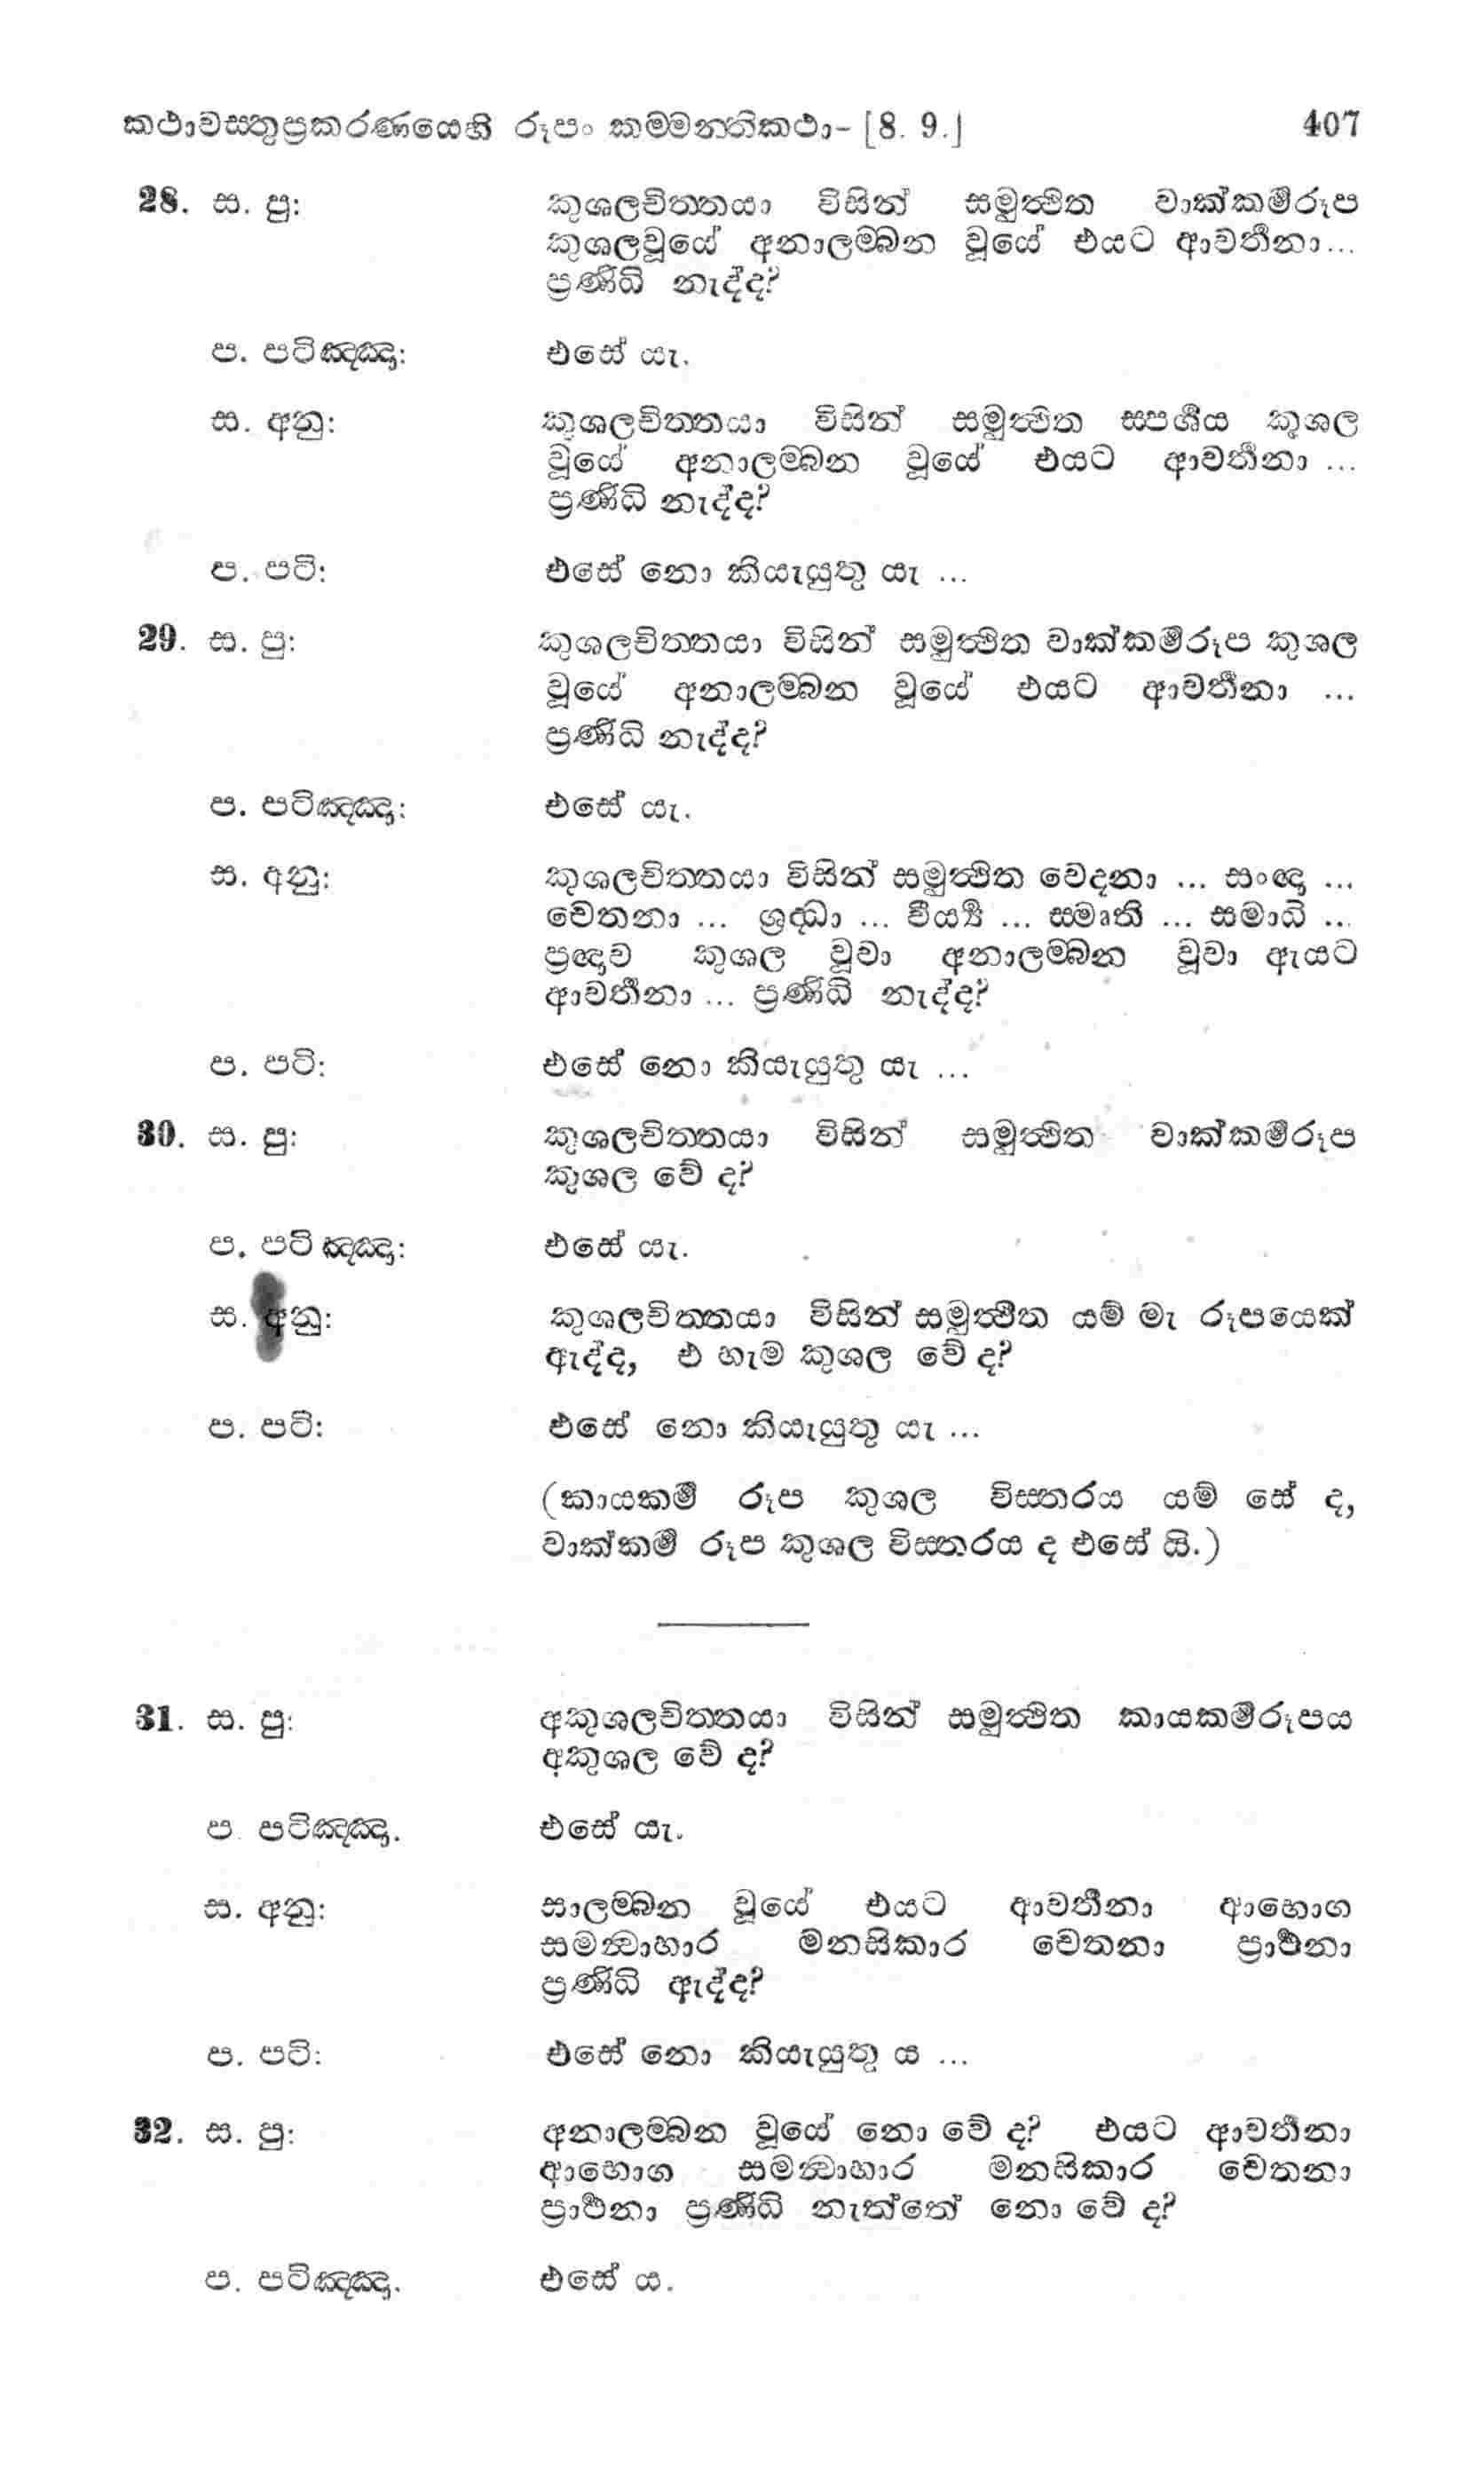 කථාවස්තුප්‍රකරණයෙහි රූපං කම්මන්තිකථා- [8. 9.] 407
28. ස. පු: කුශලචිත්තයා විසින් සමුත්ථිත වාක්කර්‍මරූප
කුශලවූයේ අනාලම්බන වූයේ එයට ආවර්‍තනා...
ප්‍රණිධි නැද්ද?
ප. පටිඤ්ඤා: එසේ යැ.
ස. අනු: කුශලචිත්තයා විසින් සමුත්ථිත ස්පර්‍ශය කුශල
වූයේ අනාලම්බන වූයේ එයට ආවර්‍තනා ...
ප්‍රණිධි නැද්ද?
ප. පටි: එසේ නො කියැයුතු යැ ...
29. ස. පු: කුශලචිත්තයා විසින් සමුත්ථිත වාක්කර්‍මරූප කුශල
වූයේ අනාලම්බන වූයේ එයට ආවර්‍තනා ...
ප්‍රණිධි නැද්ද?
ප. පටිඤ්ඤා: එසේ යැ.
ස. අනු: කුශලචිත්තයා විසින් සමුත්ථිත වෙදනා ... සංඥා ...
චෙතනා ... ශ්‍රද්ධා ... වීර්‍ය්‍ය ... ස්මෘති ... සමාධි ...
ප්‍රඥාව කුශල වූවා අනාලම්බන වූවා ඇයට
ආවර්‍තනා ... ප්‍රණිධි නැද්ද?
ප. පටි: එසේ නො කියැයුතු යැ ...
30. ස. පු: කුශලචිත්තයා විසින් සමුත්ථිත වාක්කර්‍මරූප
කුශල වේ ද?
ප. පටිඤ්ඤා: එසේ යැ.
ස. අනු: කුශලචිත්තයා විසින් සමුත්ථිත යම් මැ රූපයෙක්
ඇද්ද, එ හැම කුශල වේ ද?
ප. පටි: එසේ නො කියැයුතු යැ ...
(කායකර්‍ම රූප කුශල විස්තරය යම් සේ ද,
වාක්කර්‍ම රූප කුශල විස්තරය ද එසේ යි.)
31. ස. පු: අකුශලචිත්තයා විසින් සමුත්ථිත කායකර්‍මරූපය
අකුශල වේ ද?
ප. පටිඤ්ඤා. එසේ යැ.
ස. අනු: සාලම්බන වූයේ එයට ආවර්‍තනා ආභොග
සමන්වාහාර මනසිකාර චෙතනා ප්‍රාර්‍ථනා
ප්‍රණිධි ඇද්ද?
ප. පටි: එසේ නො කියැයුතු ය ...
32. ස. පු: අනාලම්බන වූයේ නො වේ ද? එයට ආවර්‍තනා
ආභොග සමන්වාහාර මනසිකාර චෙතනා
ප්‍රාර්‍ථනා ප්‍රණිධි නැත්තේ නො වේ ද?
ප. පටිඤ්ඤා. එසේ ය.